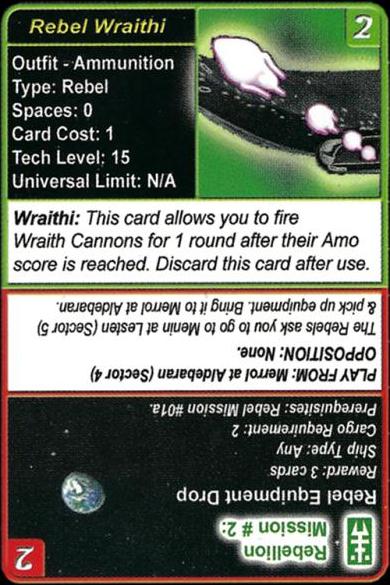 Rebel Wraithi
2
Outfit - Ammunition
Type: Rebel
Spaces: 0
Card Cost: 1
Tech Level: 15
Universal Limit: N/A
Wraithi: This card allows you to fire
Wraith Cannons for 1 round after their Amo
score is reached. Discard this card after use.
Rebellion
Mission # 2:
2
Rebel Equipment Drop
Reward: 3 cards
Ship Type: Any
Cargo Requirement: 2
Prerequisites: Rebel Mission #01a.
PLAY FROM: Merrol at Aldebaran (Sector 4)
OPPOSITION: None.
The Rebels ask you to go to Menin at Lesten (Sector 5)
& pick up equipment. Bring it to Merrol at Aldebaran.